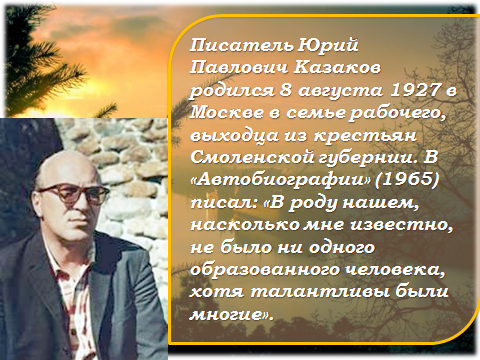 Писатель Юрий
Павлович Казаков
родился 8 августа 1927 в
Москве в семье рабочего,
выходца из крестьян
Смоленской губернии. В
«Автобиографии» (1965)
писал: «В роду нашем,
насколько мне известно,
не было ни одного
образованного человека,
хотя талантливы были
многие».